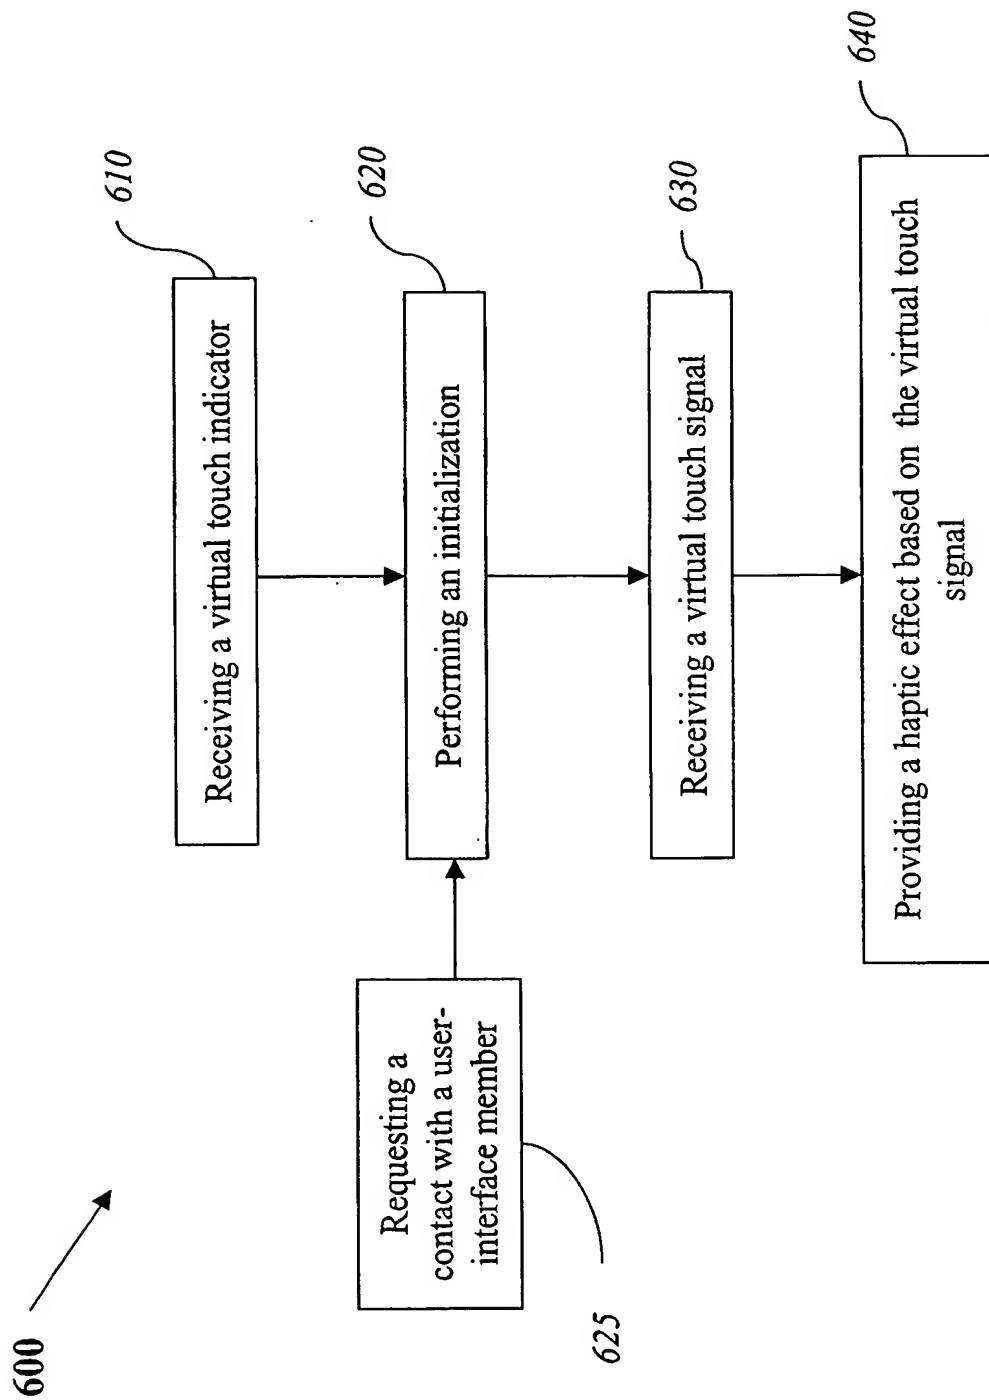 600
610
Receiving a virtual touch indicator
620
Performing an initialization
Requesting a
contact with a user-
interface member
625
630
Receiving a virtual touch signal
640
Providing a haptic effect based on the virtual touch
signal